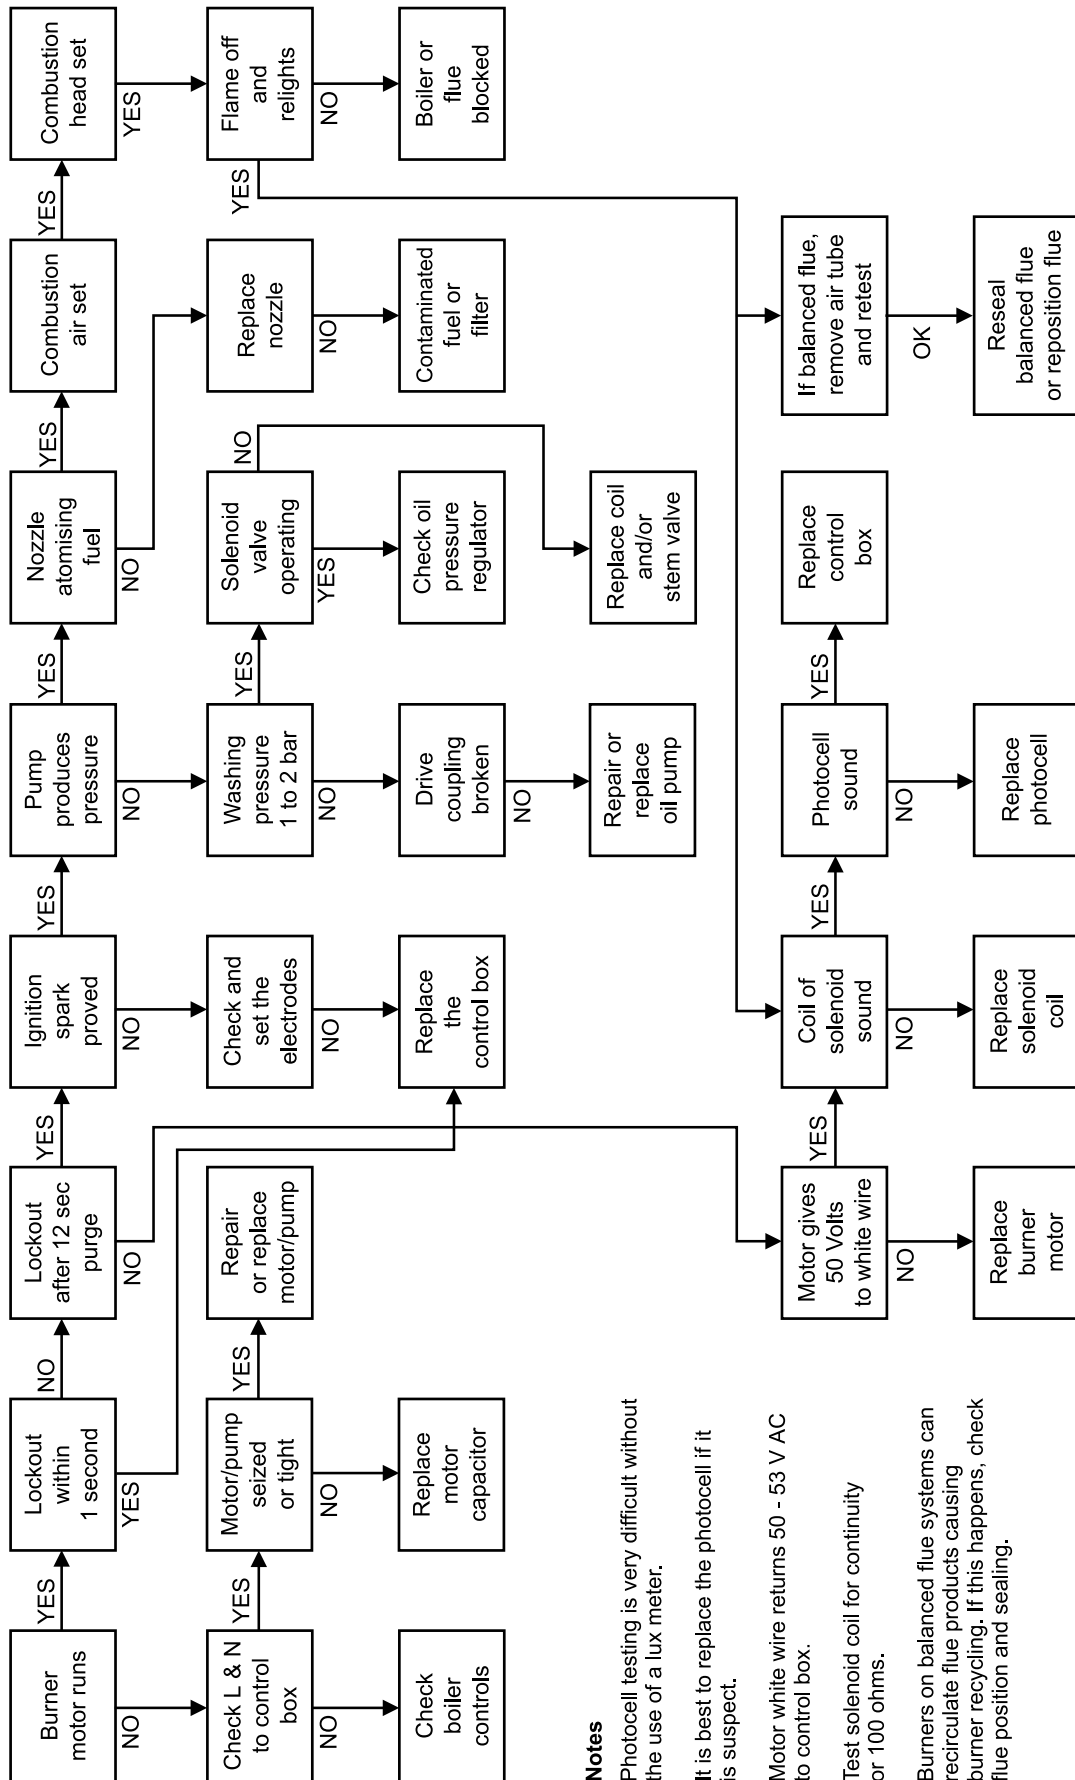 Burner
motor runs
YES
NO
Lockout
within
1 second
NO
YES
Lockout
after 12 sec
purge
YES
NO
Ignition
spark
proved
YES
NO
Pump
produces
pressure
YES
NO
Nozzle
atomising
fuel
YES
NO
Combustion
air set
YES
Combustion
head set
YES
Check L & N
to control
box
YES
NO
Motor/pump
seized
or tight
YES
NO
Repair
or replace
motor/pump
Check and
set the
electrodes
NO
Washing
pressure
1 to 2 bar
YES
NO
Solenoid
valve
operating
NO
YES
Replace
nozzle
NO
Flame off
and
relights
YES
NO
Check
boiler
controls
Replace
motor
capacitor
Replace
the
control box
Drive
coupling
broken
NO
Check oil
pressure
regulator
Contaminated
fuel or
filter
Boiler or
flue
blocked
Repair or
replace
oil pump
Replace coil
and/or
stem valve
Motor gives
50 Volts
to white wire
YES
NO
Coil of
solenoid
sound
YES
NO
Photocell
sound
YES
NO
Replace
control
box
If balanced flue,
remove air tube
and retest
OK
Replace
burner
motor
Replace
solenoid
coil
Replace
photocell
Reseal
balanced flue
or reposition flue
Notes
Photocell testing is very difficult without
the use of a lux meter.
It is best to replace the photocell if it
is suspect.
Motor white wire returns 50 - 53 V AC
to control box.
Test solenoid coil for continuity
or 100 ohms.
Burners on balanced flue systems can
recirculate flue products causing
burner recycling. If this happens, check
flue position and sealing.